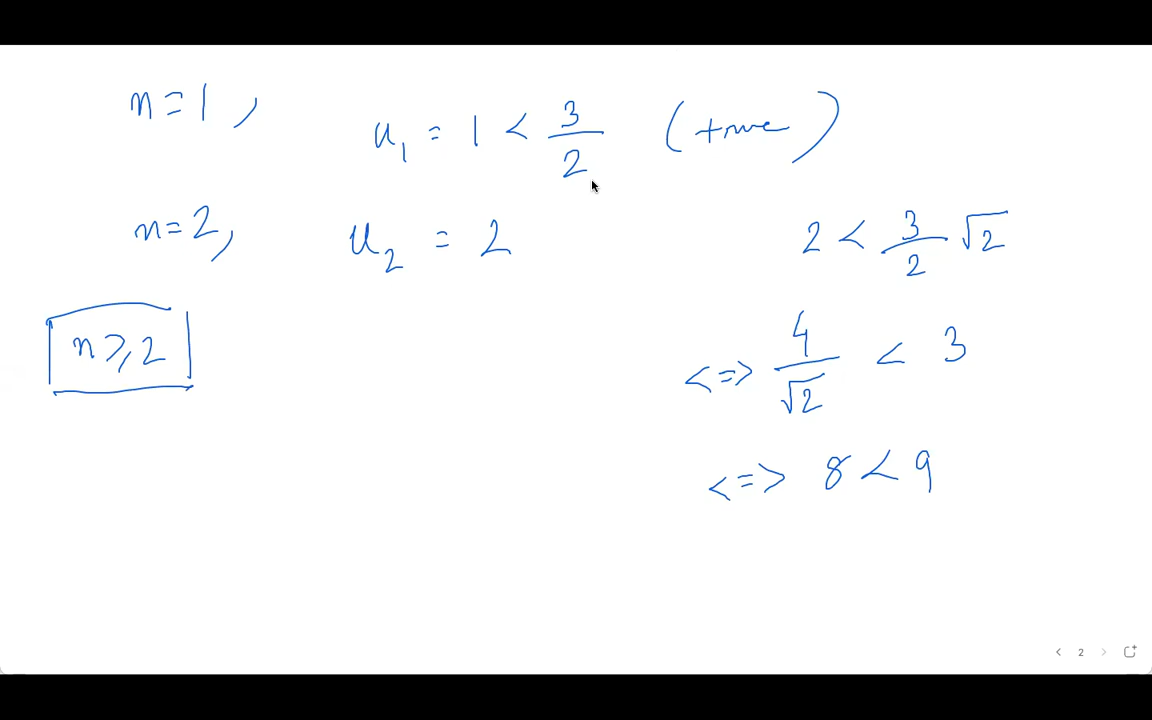 n=1, u₁ = 1 < 3/2 (true)
n=2, u₂ = 2 2 < 3/2 √2
n⩾2
<=> 4/√2 < 3
<=> 8 < 9
< 2 >